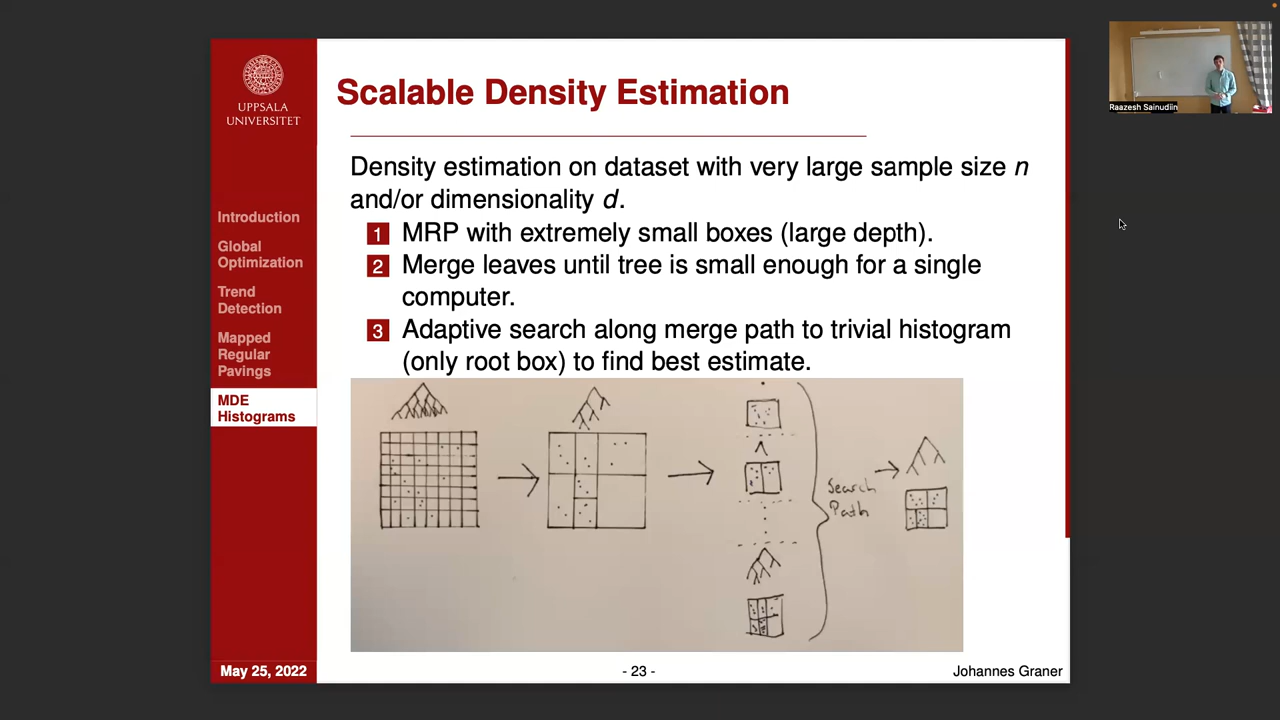 UPPSALA
UNIVERSITET
Introduction
Global
Optimization
Trend
Detection
Mapped
Regular
Pavings
MDE
Histograms
May 25, 2022
Scalable Density Estimation
Density estimation on dataset with very large sample size n
and/or dimensionality d.
1 MRP with extremely small boxes (large depth).
2 Merge leaves until tree is small enough for a single
computer.
3 Adaptive search along merge path to trivial histogram
(only root box) to find best estimate.
Search
Path
- 23 -
Johannes Graner
Raazesh Sainudiin